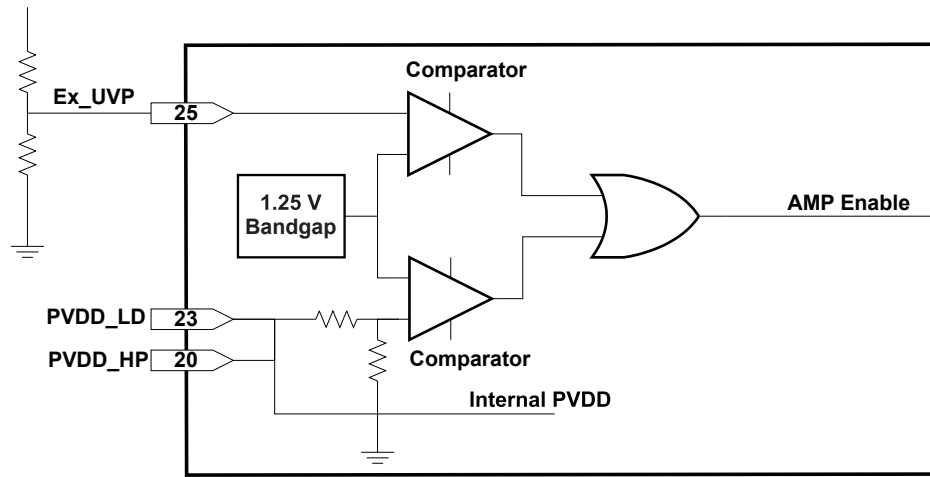 Comparator
Ex_UVP
25
1.25 V
Bandgap
AMP Enable
PVDD_LD
23
PVDD_HP
20
Comparator
Internal PVDD